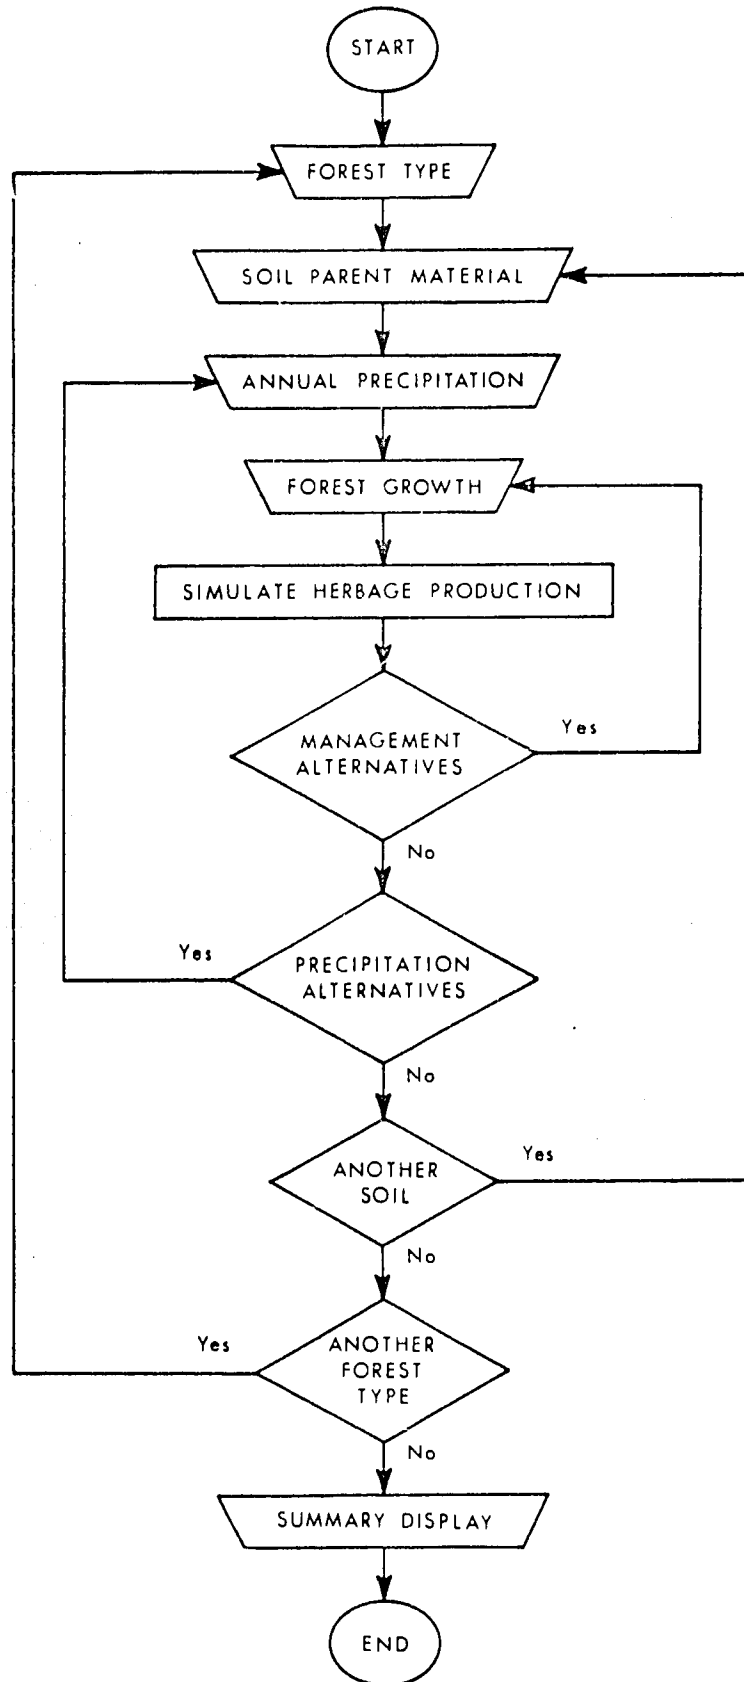 START
FOREST TYPE
SOIL PARENT MATERIAL
ANNUAL PRECIPITATION
FOREST GROWTH
SIMULATE HERBAGE PRODUCTION
MANAGEMENT
ALTERNATIVES
Yes
No
PRECIPITATION
ALTERNATIVES
Yes
No
ANOTHER
SOIL
Yes
No
ANOTHER
FOREST
TYPE
Yes
No
SUMMARY DISPLAY
END